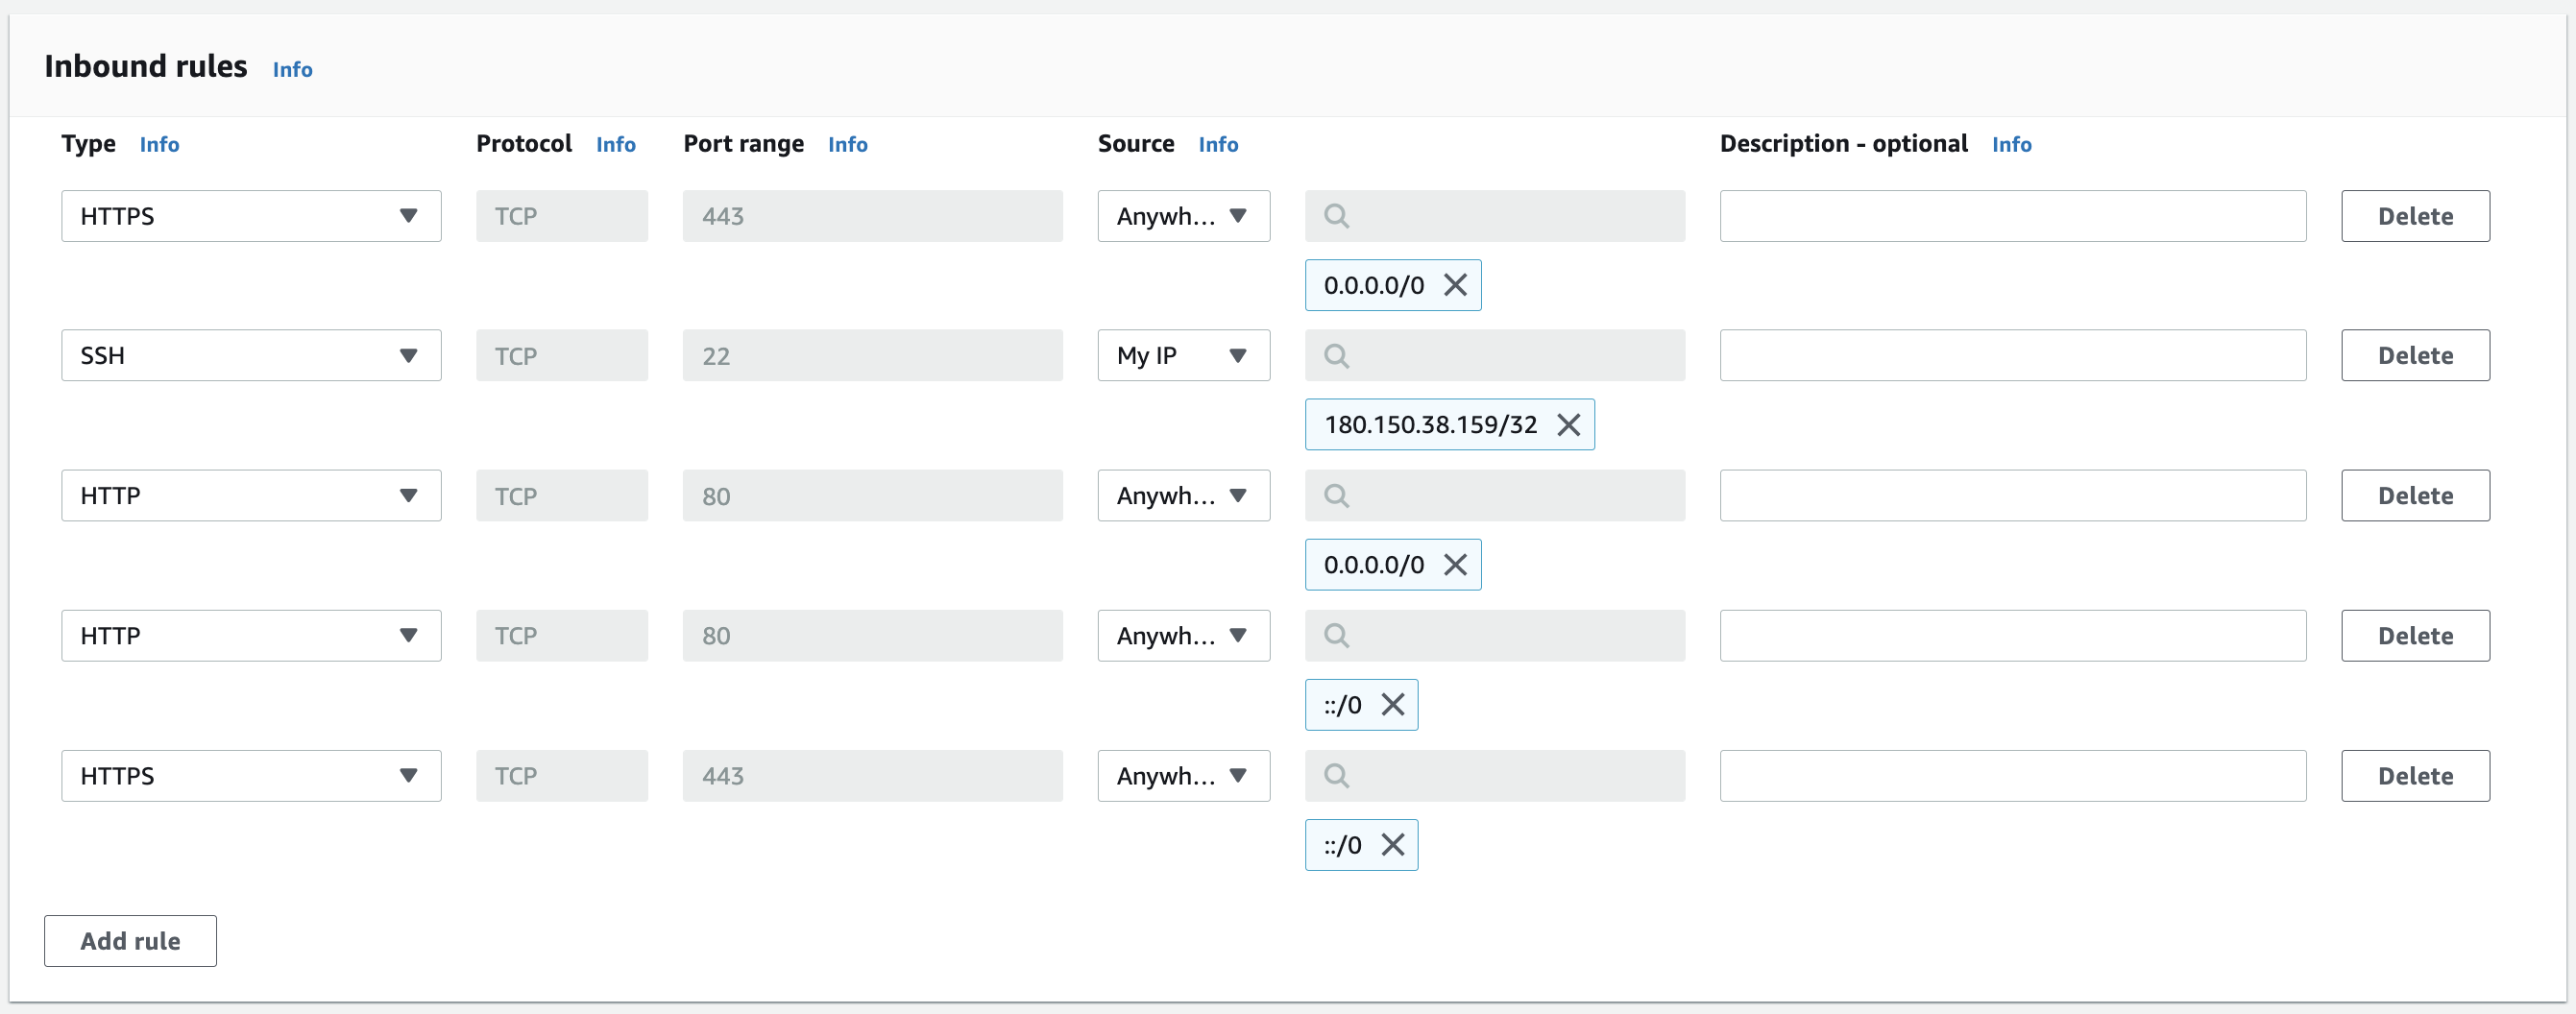 Inbound rules Info
Type Info Protocol Info Port range Info Source Info Description - optional Info
HTTPS TCP 443 Anywh... Delete
0.0.0.0/0
SSH TCP 22 My IP Delete
180.150.38.159/32
HTTP TCP 80 Anywh... Delete
0.0.0.0/0
HTTP TCP 80 Anywh... Delete
::/0
HTTPS TCP 443 Anywh... Delete
::/0
Add rule